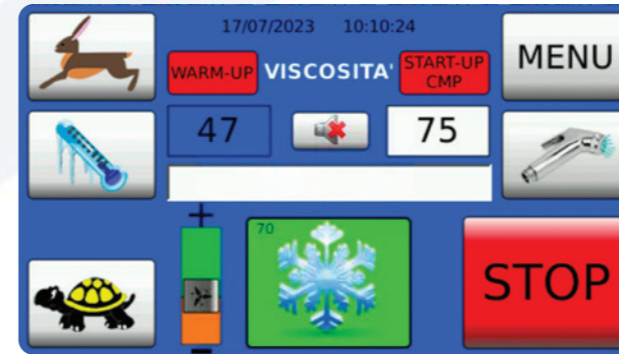 17/07/2023 10:10:24
WARM-UP VISCOSITA' START-UP CMP MENU
47 75
+
70
STOP
-